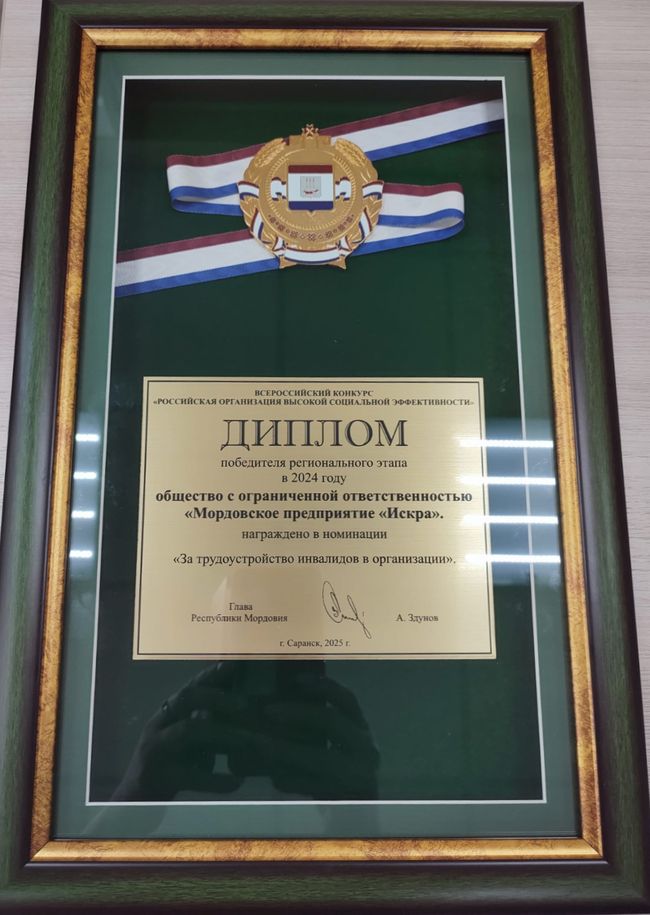 ВСЕРОССИЙСКИЙ КОНКУРС
«РОССИЙСКАЯ ОРГАНИЗАЦИЯ ВЫСОКОЙ СОЦИАЛЬНОЙ ЭФФЕКТИВНОСТИ»
ДИПЛОМ
победителя регионального этапа
в 2024 году
общество с ограниченной ответственностью
«Мордовское предприятие «Искра».
награждено в номинации
«За трудоустройство инвалидов в организации».
Глава
Республики Мордовия
А. Здунов
г. Саранск, 2025 г.